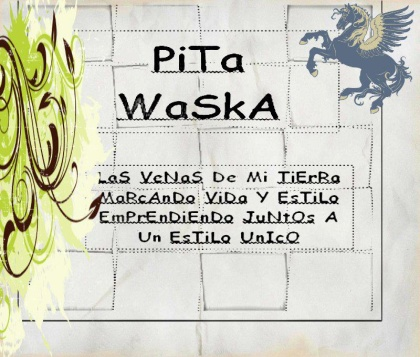 PiTa
WaSkA
LaS VeNaS De Mi TiErRa
MaRcAnDo ViDa Y EsTiLo
EmPrEnDiEnDo JuNtOs A
Un EsTiLo UnIcO